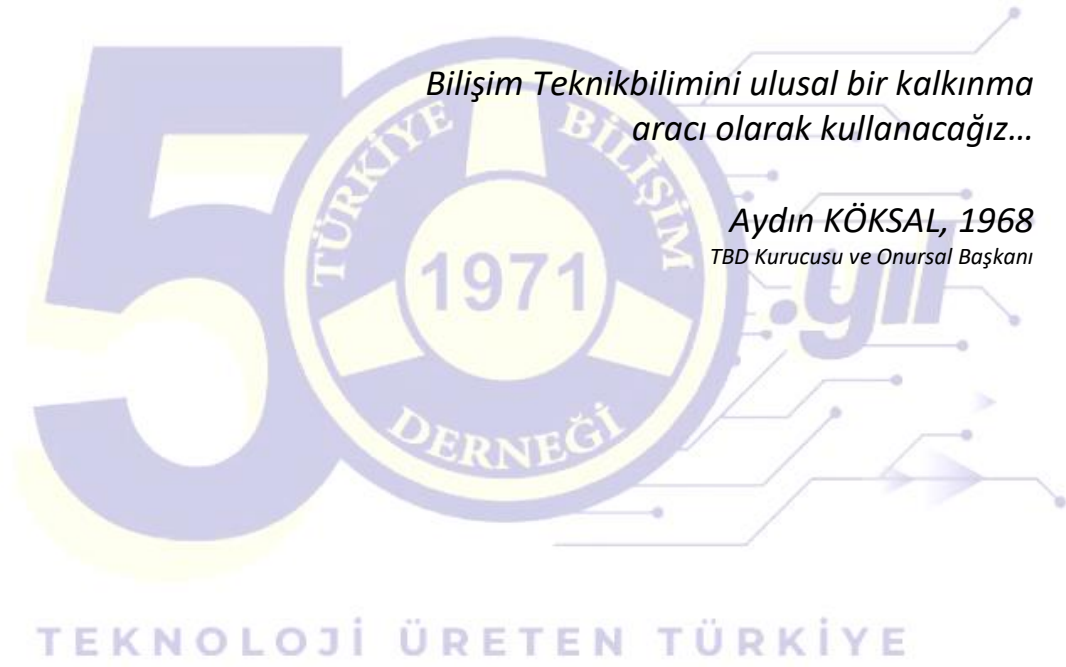 Bilişim Teknikbilimini ulusal bir kalkınma
aracı olarak kullanacağız…
Aydın KÖKSAL, 1968
TBD Kurucusu ve Onursal Başkanı
50.yıl
TÜRKİYE BİLİŞİM
1971
DERNEĞİ
TEKNOLOJİ ÜRETEN TÜRKİYE